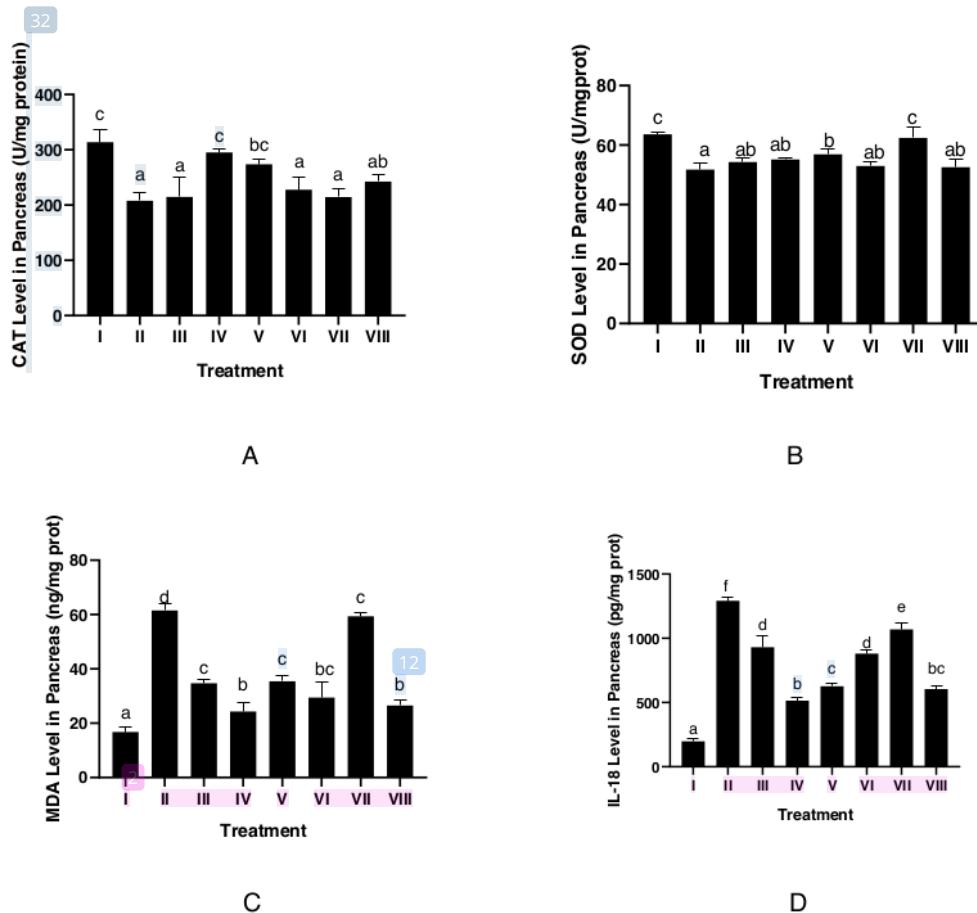 32
CAT Level in Pancreas (U/mg protein)
400
300
200
100
0
c
a
a
c
bc
a
a
ab
I II III IV V VI VII VIII
Treatment
A
SOD Level in Pancreas (U/mgprot)
80
60
40
20
0
c
a
ab
ab
b
ab
c
ab
I II III IV V VI VII VIII
Treatment
B
MDA Level in Pancreas (ng/mg prot)
80
60
40
20
0
a
d
c
b
c
bc
c
b
12
2
I II III IV V VI VII VIII
Treatment
C
IL-18 Level in Pancreas (pg/mg prot)
1500
1000
500
0
a
f
d
b
c
d
e
bc
I II III IV V VI VII VIII
Treatment
D